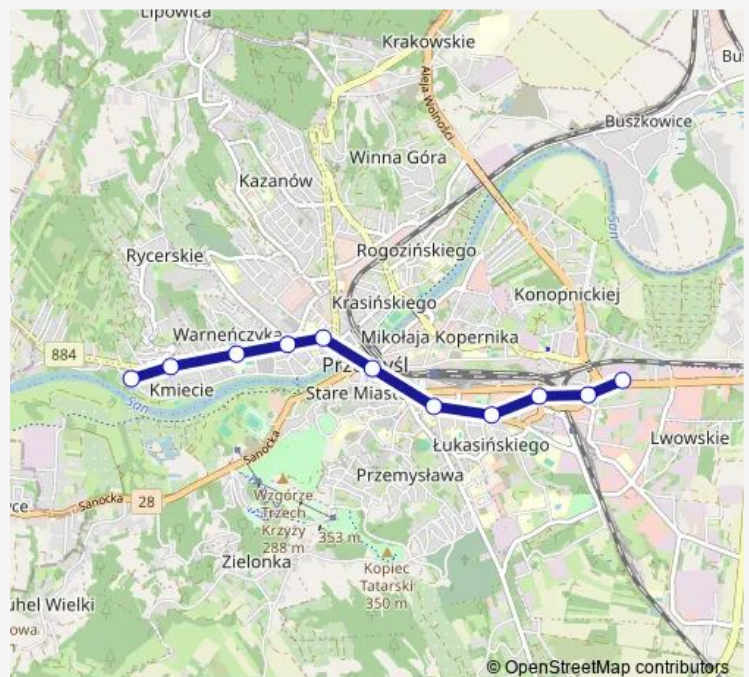 Lipowica
Krakowskie
Bu
Aleja Wolności
Buszkowice
Winna Góra
Kazanów
San
Rycerskie
Rogozińskiego
Konopnickiej
Krasińskiego
Warneńczyka
Mikołaja Kopernika
884
Przemyśl
Kmiecie
Stare Miasto
San
Sanocka
Łukasińskiego
Lwowskie
Przemysława
Sanocka
28
Wzgórze
Trzech
Krzyży
288 m
353 m
Zielonka
Kopiec
Tatarski
350 m
uhel Wielki
© OpenStreetMap contributors